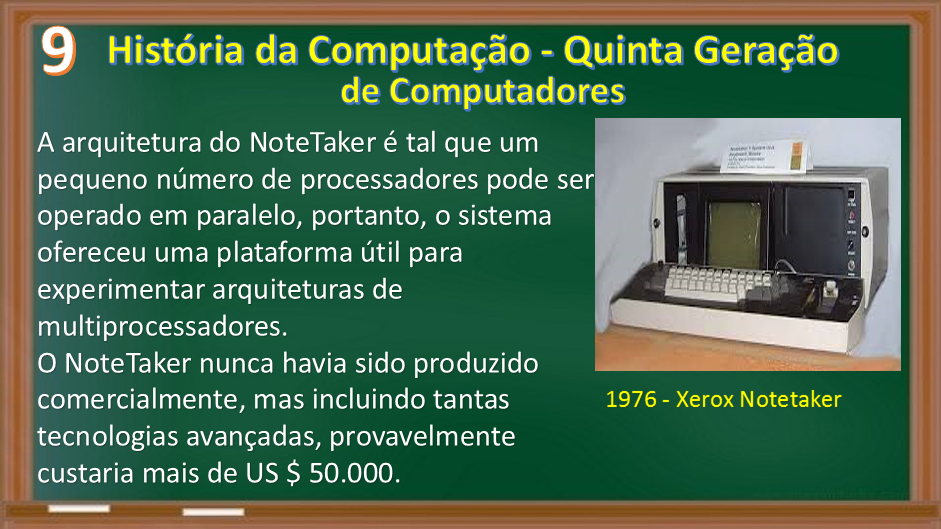 9
História da Computação - Quinta Geração
de Computadores
A arquitetura do NoteTaker é tal que um
pequeno número de processadores pode ser
operado em paralelo, portanto, o sistema
ofereceu uma plataforma útil para
experimentar arquiteturas de
multiprocessadores.
O NoteTaker nunca havia sido produzido
comercialmente, mas incluindo tantas
tecnologias avançadas, provavelmente
custaria mais de US $ 50.000.
1976 - Xerox Notetaker